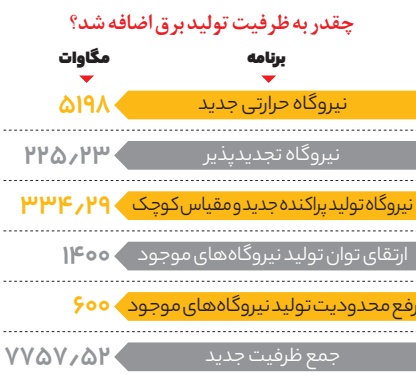 چقدر به ظرفیت تولید برق اضافه شد؟
برنامه مگاوات
نیروگاه حرارتی جدید ۵۱۹۸
نیروگاه تجدیدپذیر ۲۲۵٫۲۳
نیروگاه تولید پراکنده جدید و مقیاس کوچک ۳۳۴٫۲۹
ارتقای توان تولید نیروگاه‌های موجود ۱۴۰۰
رفع محدودیت تولید نیروگاه‌های موجود ۶۰۰
جمع ظرفیت جدید ۷۷۵۷٫۵۲